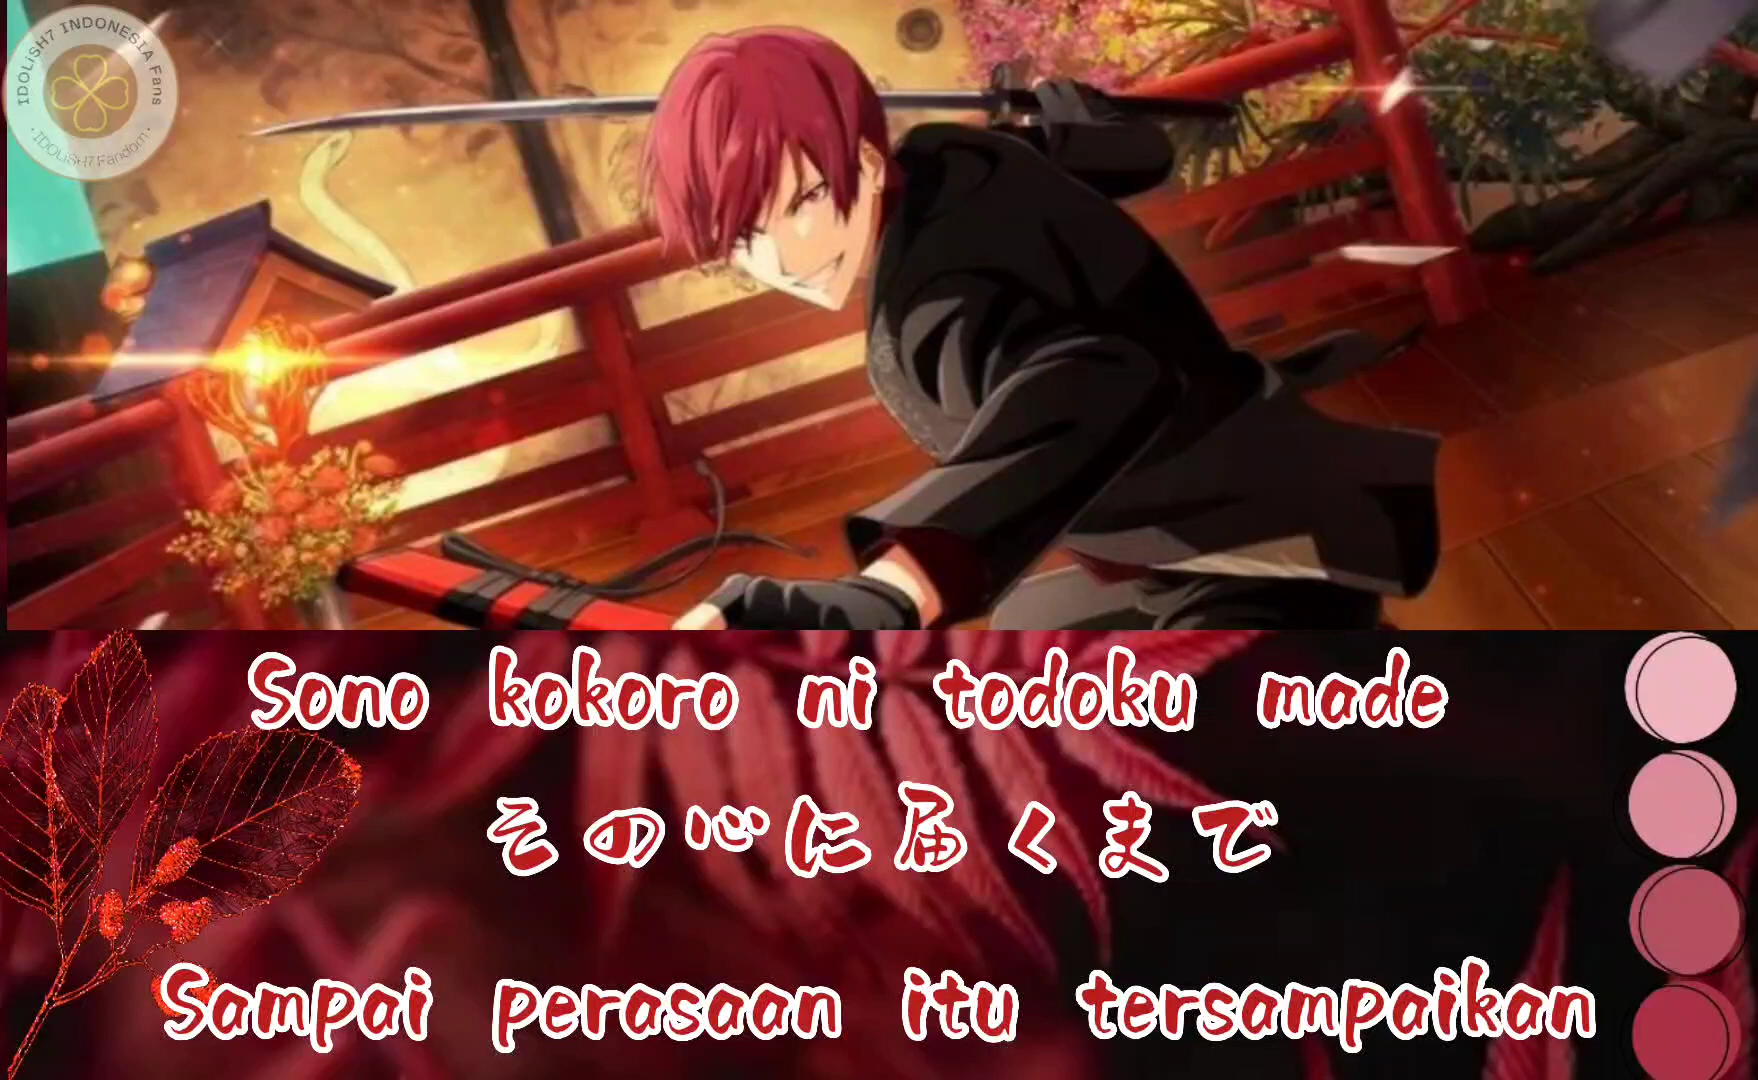 IDOLiSH7 INDONESIA Fans
• IDOLiSH7 Fandom •
Sono kokoro ni todoku made
その心に届くまで
Sampai perasaan itu tersampaikan